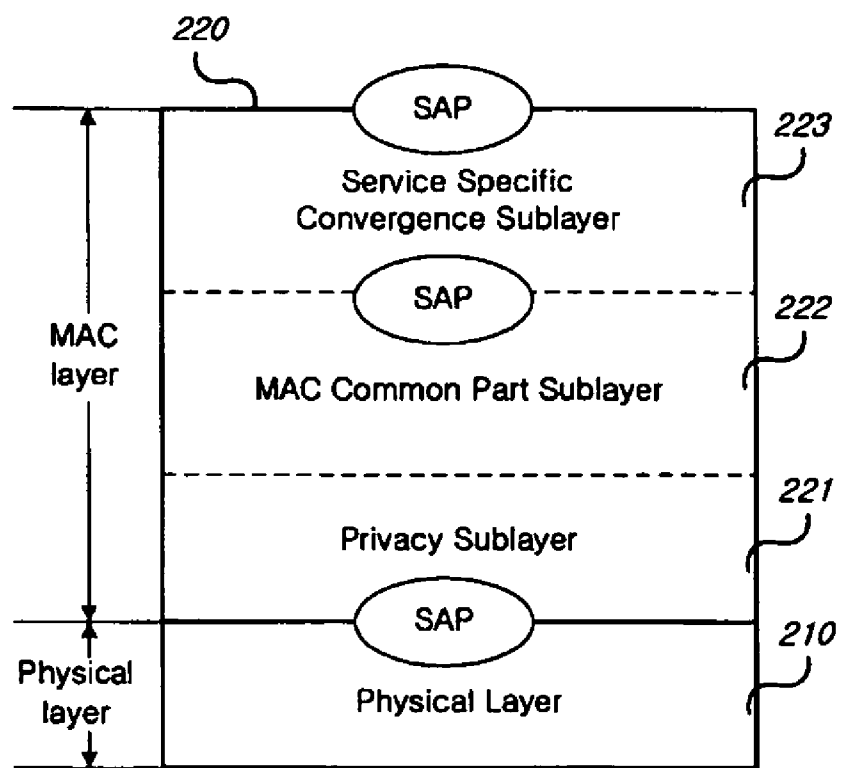 220
SAP
223
Service Specific
Convergence Sublayer
SAP
222
MAC
layer
MAC Common Part Sublayer
221
Privacy Sublayer
SAP
210
Physical
layer
Physical Layer